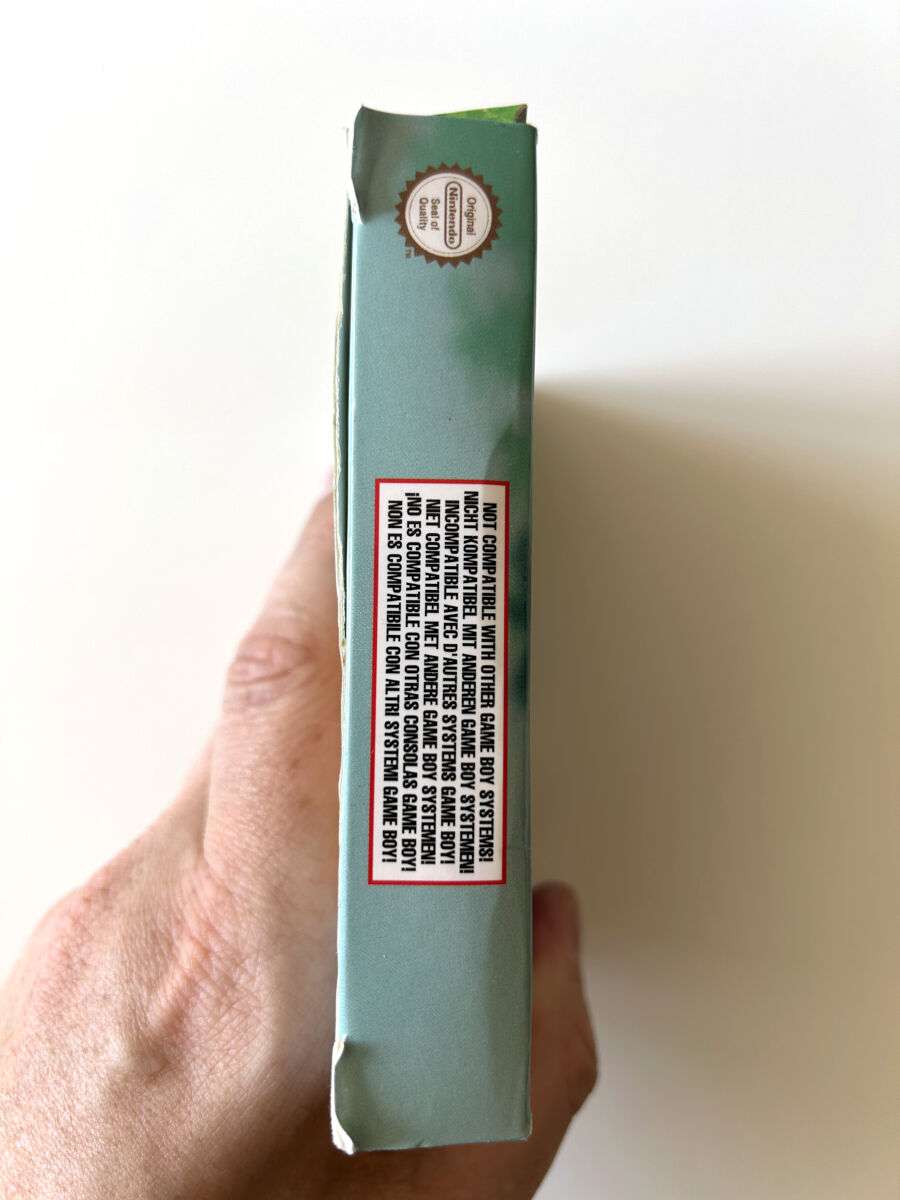 Original
Nintendo
Seal of
Quality
TM
NOT COMPATIBLE WITH OTHER GAME BOY SYSTEMS!
NICHT KOMPATIBEL MIT ANDEREN GAME BOY SYSTEMEN!
INCOMPATIBLE AVEC D'AUTRES SYSTEMS GAME BOY!
NIET COMPATIBEL MET ANDERE GAME BOY SYSTEMEN!
¡NO ES COMPATIBLE CON OTRAS CONSOLAS GAME BOY!
NON ES COMPATIBILE CON ALTRI SYSTEMI GAME BOY!